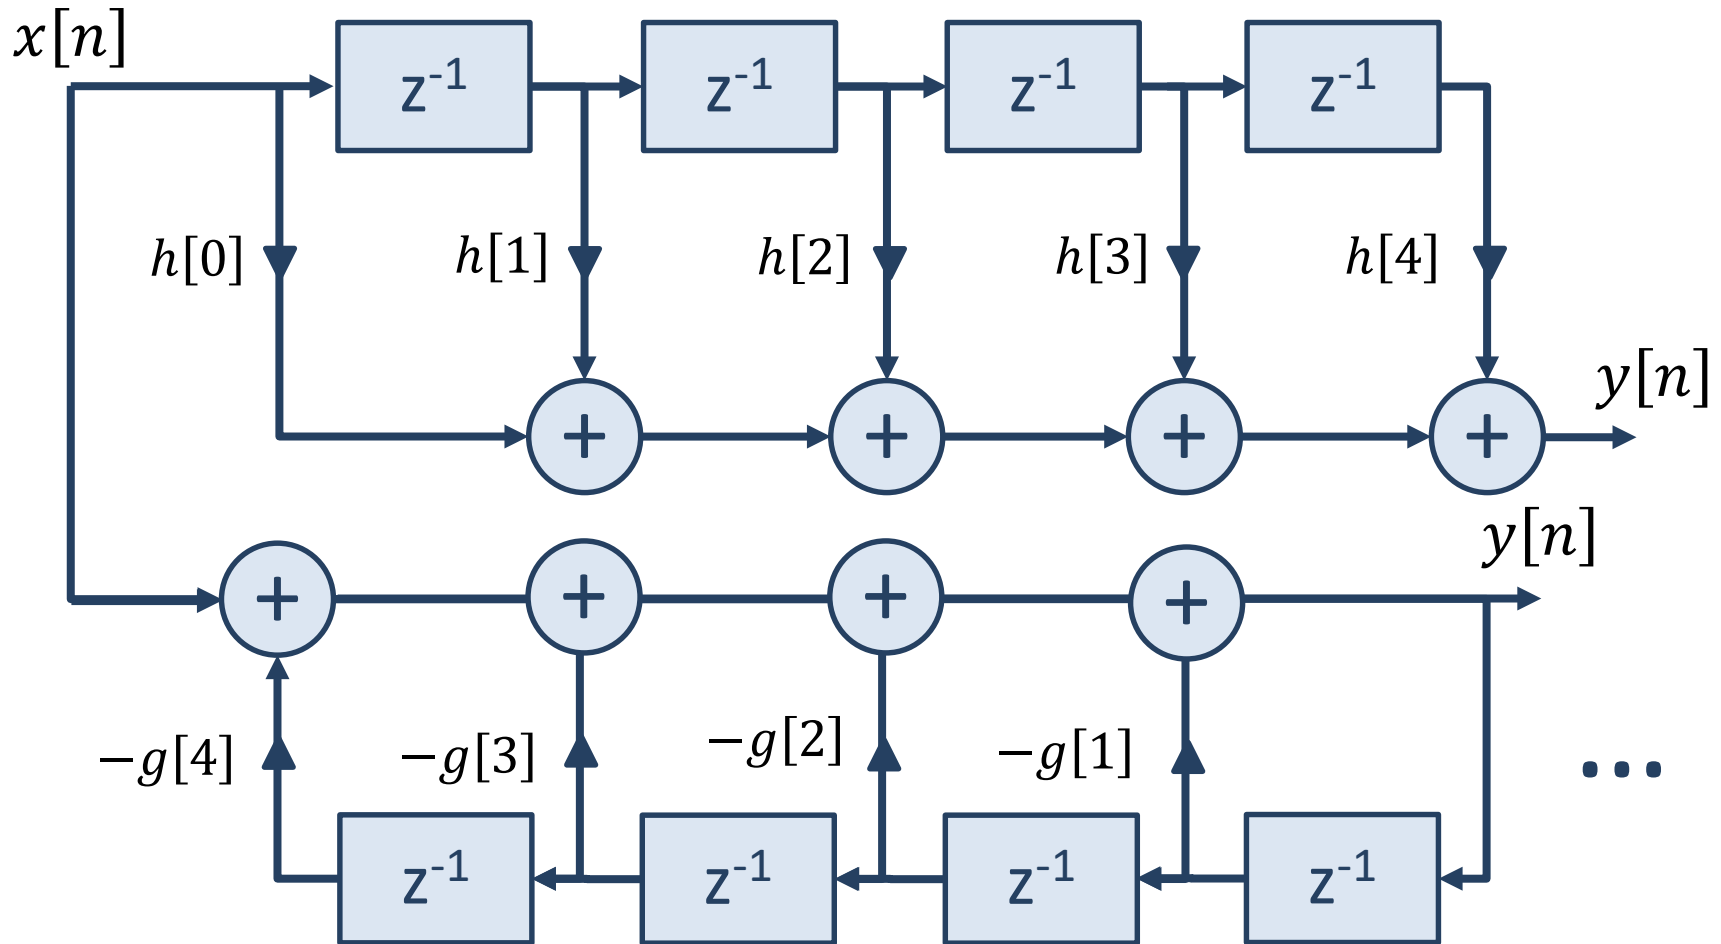 x[n]
z⁻¹ z⁻¹ z⁻¹ z⁻¹
h[0] h[1] h[2] h[3] h[4]
+ + + +
y[n]
y[n]
+ + + +
−g[4] −g[3] −g[2] −g[1]
...
z⁻¹ z⁻¹ z⁻¹ z⁻¹